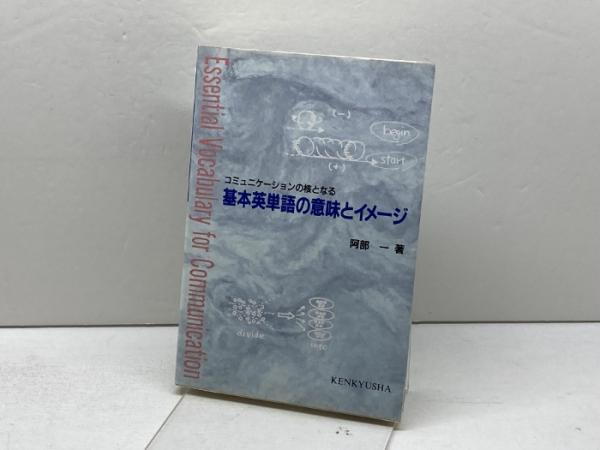 Essential Vocabulary for Communication
(−)
begin
start
(+)
コミュニケーションの核となる
基本英単語の意味とイメージ
阿部 一 著
divide
into
KENKYUSHA